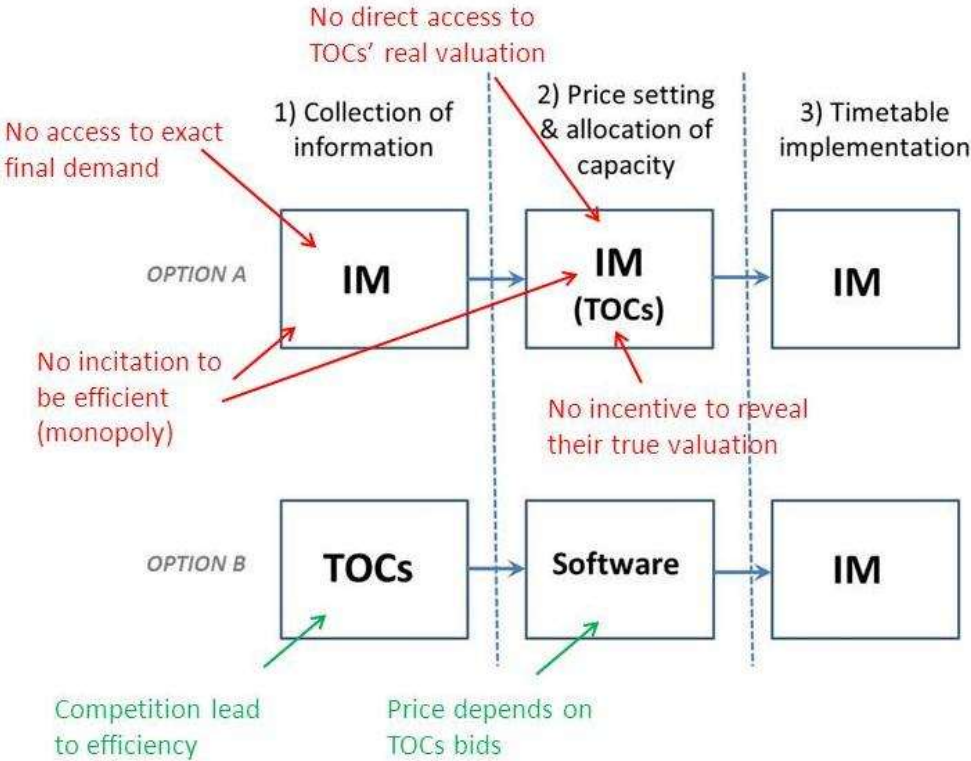 No direct access to
TOCs’ real valuation
1) Collection of
information
2) Price setting
& allocation of
capacity
3) Timetable
implementation
No access to exact
final demand
OPTION A
IM
IM
(TOCs)
IM
No incitation to
be efficient
(monopoly)
No incentive to reveal
their true valuation
OPTION B
TOCs
Software
IM
Competition lead
to efficiency
Price depends on
TOCs bids